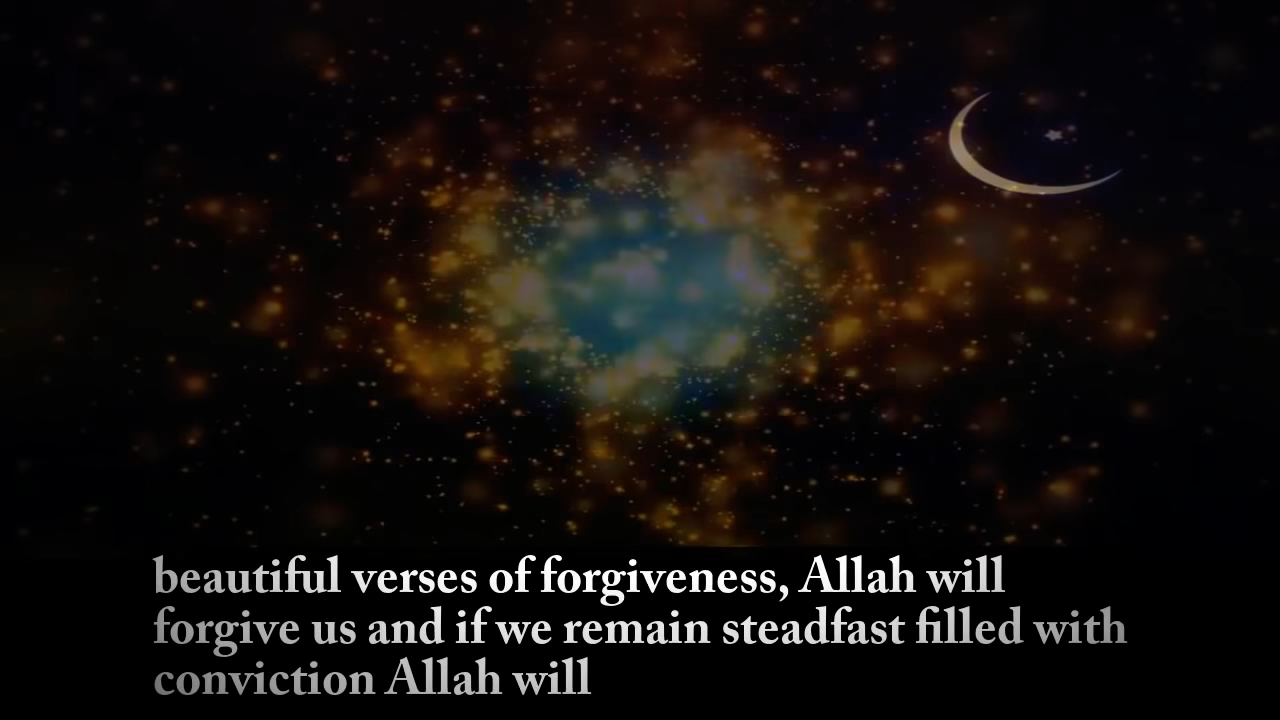 beautiful verses of forgiveness, Allah will
forgive us and if we remain steadfast filled with
conviction Allah will